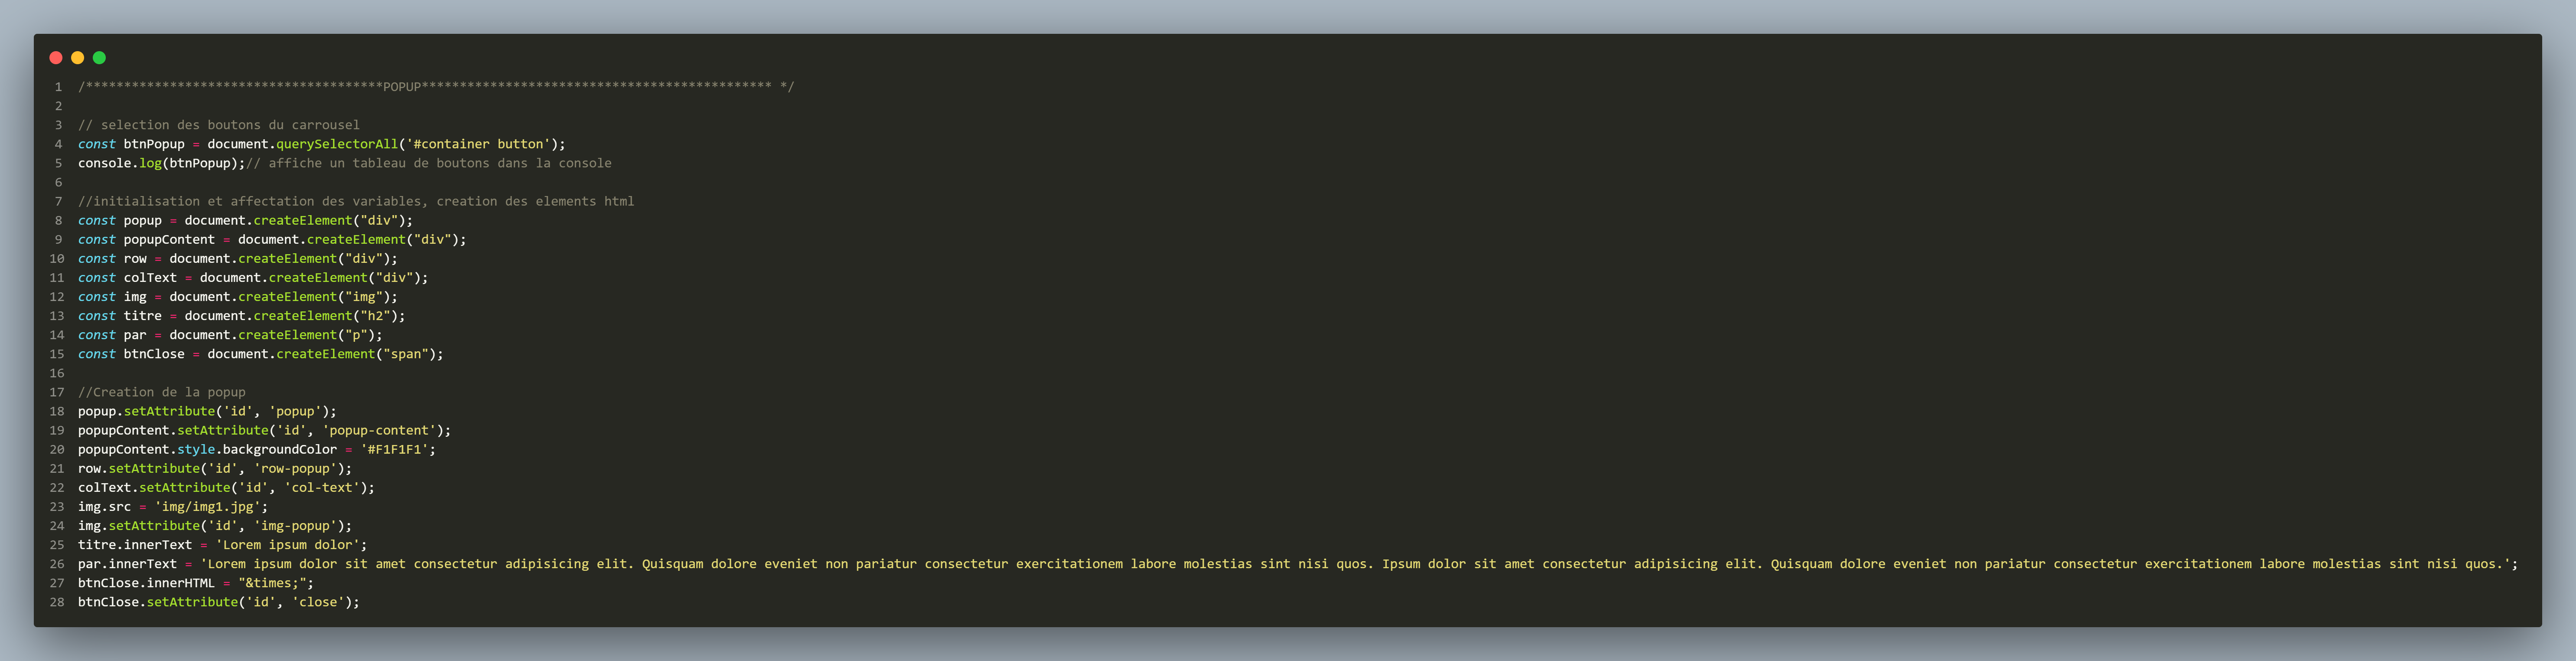 1 /***************************************POPUP********************************************** */
2
3 // selection des boutons du carrousel
4 const btnPopup = document.querySelectorAll('#container button');
5 console.log(btnPopup);// affiche un tableau de boutons dans la console
6
7 //initialisation et affectation des variables, creation des elements html
8 const popup = document.createElement("div");
9 const popupContent = document.createElement("div");
10 const row = document.createElement("div");
11 const colText = document.createElement("div");
12 const img = document.createElement("img");
13 const titre = document.createElement("h2");
14 const par = document.createElement("p");
15 const btnClose = document.createElement("span");
16
17 //Creation de la popup
18 popup.setAttribute('id', 'popup');
19 popupContent.setAttribute('id', 'popup-content');
20 popupContent.style.backgroundColor = '#F1F1F1';
21 row.setAttribute('id', 'row-popup');
22 colText.setAttribute('id', 'col-text');
23 img.src = 'img/img1.jpg';
24 img.setAttribute('id', 'img-popup');
25 titre.innerText = 'Lorem ipsum dolor';
26 par.innerText = 'Lorem ipsum dolor sit amet consectetur adipisicing elit. Quisquam dolore eveniet non pariatur consectetur exercitationem labore molestias sint nisi quos. Ipsum dolor sit amet consectetur adipisicing elit. Quisquam dolore eveniet non pariatur consectetur exercitationem labore molestias sint nisi quos.';
27 btnClose.innerHTML = "&times;";
28 btnClose.setAttribute('id', 'close');